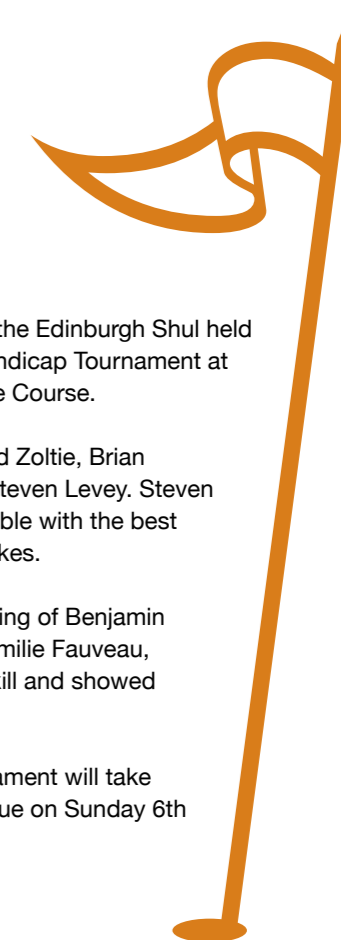 the Edinburgh Shul held
ndicap Tournament at
e Course.
d Zoltie, Brian
teven Levey. Steven
ble with the best
kes.
ing of Benjamin
milie Fauveau,
kill and showed
ament will take
ue on Sunday 6th